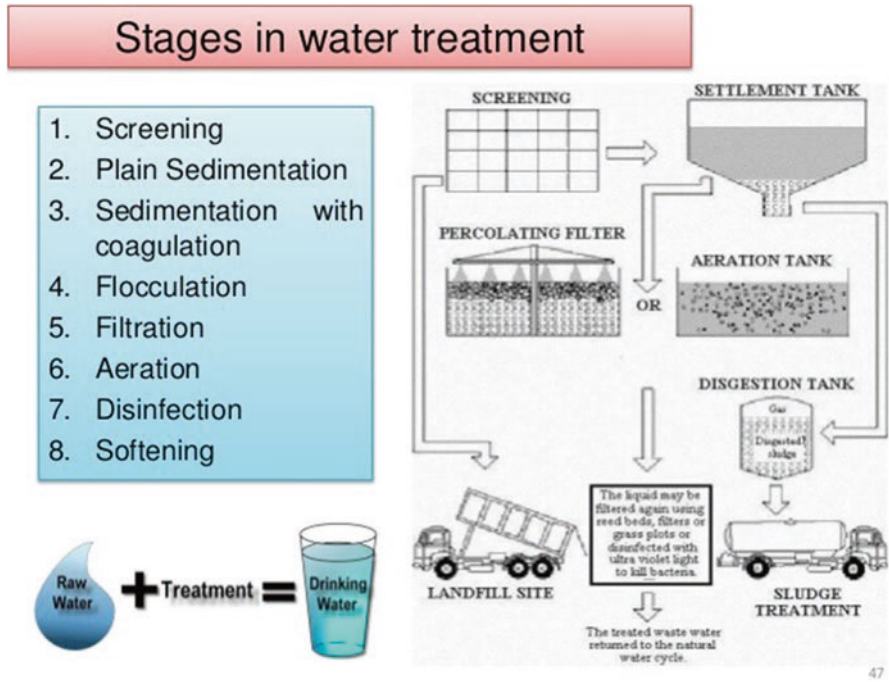 Stages in water treatment
1. Screening
2. Plain Sedimentation
3. Sedimentation with
coagulation
4. Flocculation
5. Filtration
6. Aeration
7. Disinfection
8. Softening
Raw
Water
+
Treatment
=
Drinking
Water
SCREENING
SETTLEMENT TANK
PERCOLATING FILTER
OR
AERATION TANK
DISGESTION TANK
Gas
Disgested
sludge
LANDFILL SITE
The liquid may be
filtered again using
reed beds, filters or
grass plots or
disinfected with
ultra violet light
to kill bacteria.
SLUDGE
TREATMENT
The treated waste water
returned to the natural
water cycle.
47